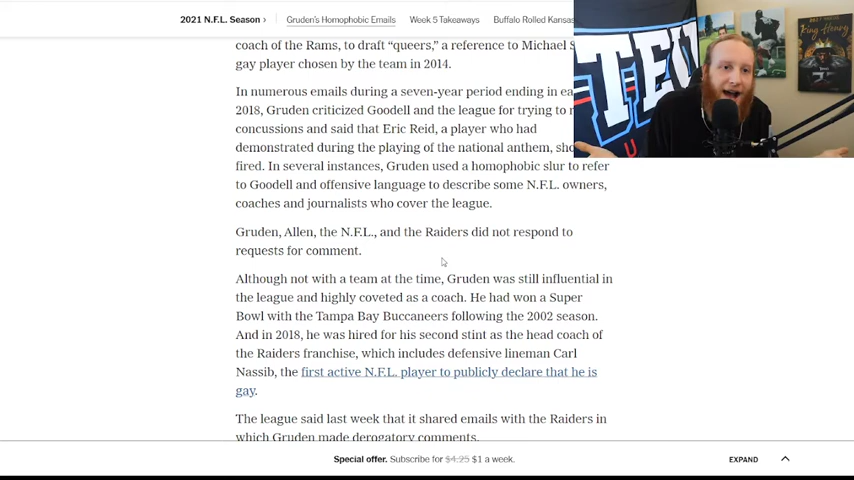 2021 N.F.L. Season › Gruden's Homophobic Emails Week 5 Takeaways Buffalo Rolled Kansas
coach of the Rams, to draft “queers,” a reference to Michael S
gay player chosen by the team in 2014.
In numerous emails during a seven-year period ending in ea
2018, Gruden criticized Goodell and the league for trying to r
concussions and said that Eric Reid, a player who had
demonstrated during the playing of the national anthem, sho
fired. In several instances, Gruden used a homophobic slur to refer
to Goodell and offensive language to describe some N.F.L. owners,
coaches and journalists who cover the league.
Gruden, Allen, the N.F.L., and the Raiders did not respond to
requests for comment.
Although not with a team at the time, Gruden was still influential in
the league and highly coveted as a coach. He had won a Super
Bowl with the Tampa Bay Buccaneers following the 2002 season.
And in 2018, he was hired for his second stint as the head coach of
the Raiders franchise, which includes defensive lineman Carl
Nassib, the first active N.F.L. player to publicly declare that he is
gay.
The league said last week that it shared emails with the Raiders in
which Gruden made derogatory comments.
Special offer. Subscribe for $4.25 $1 a week.
EXPAND
TEU
U
King Henry